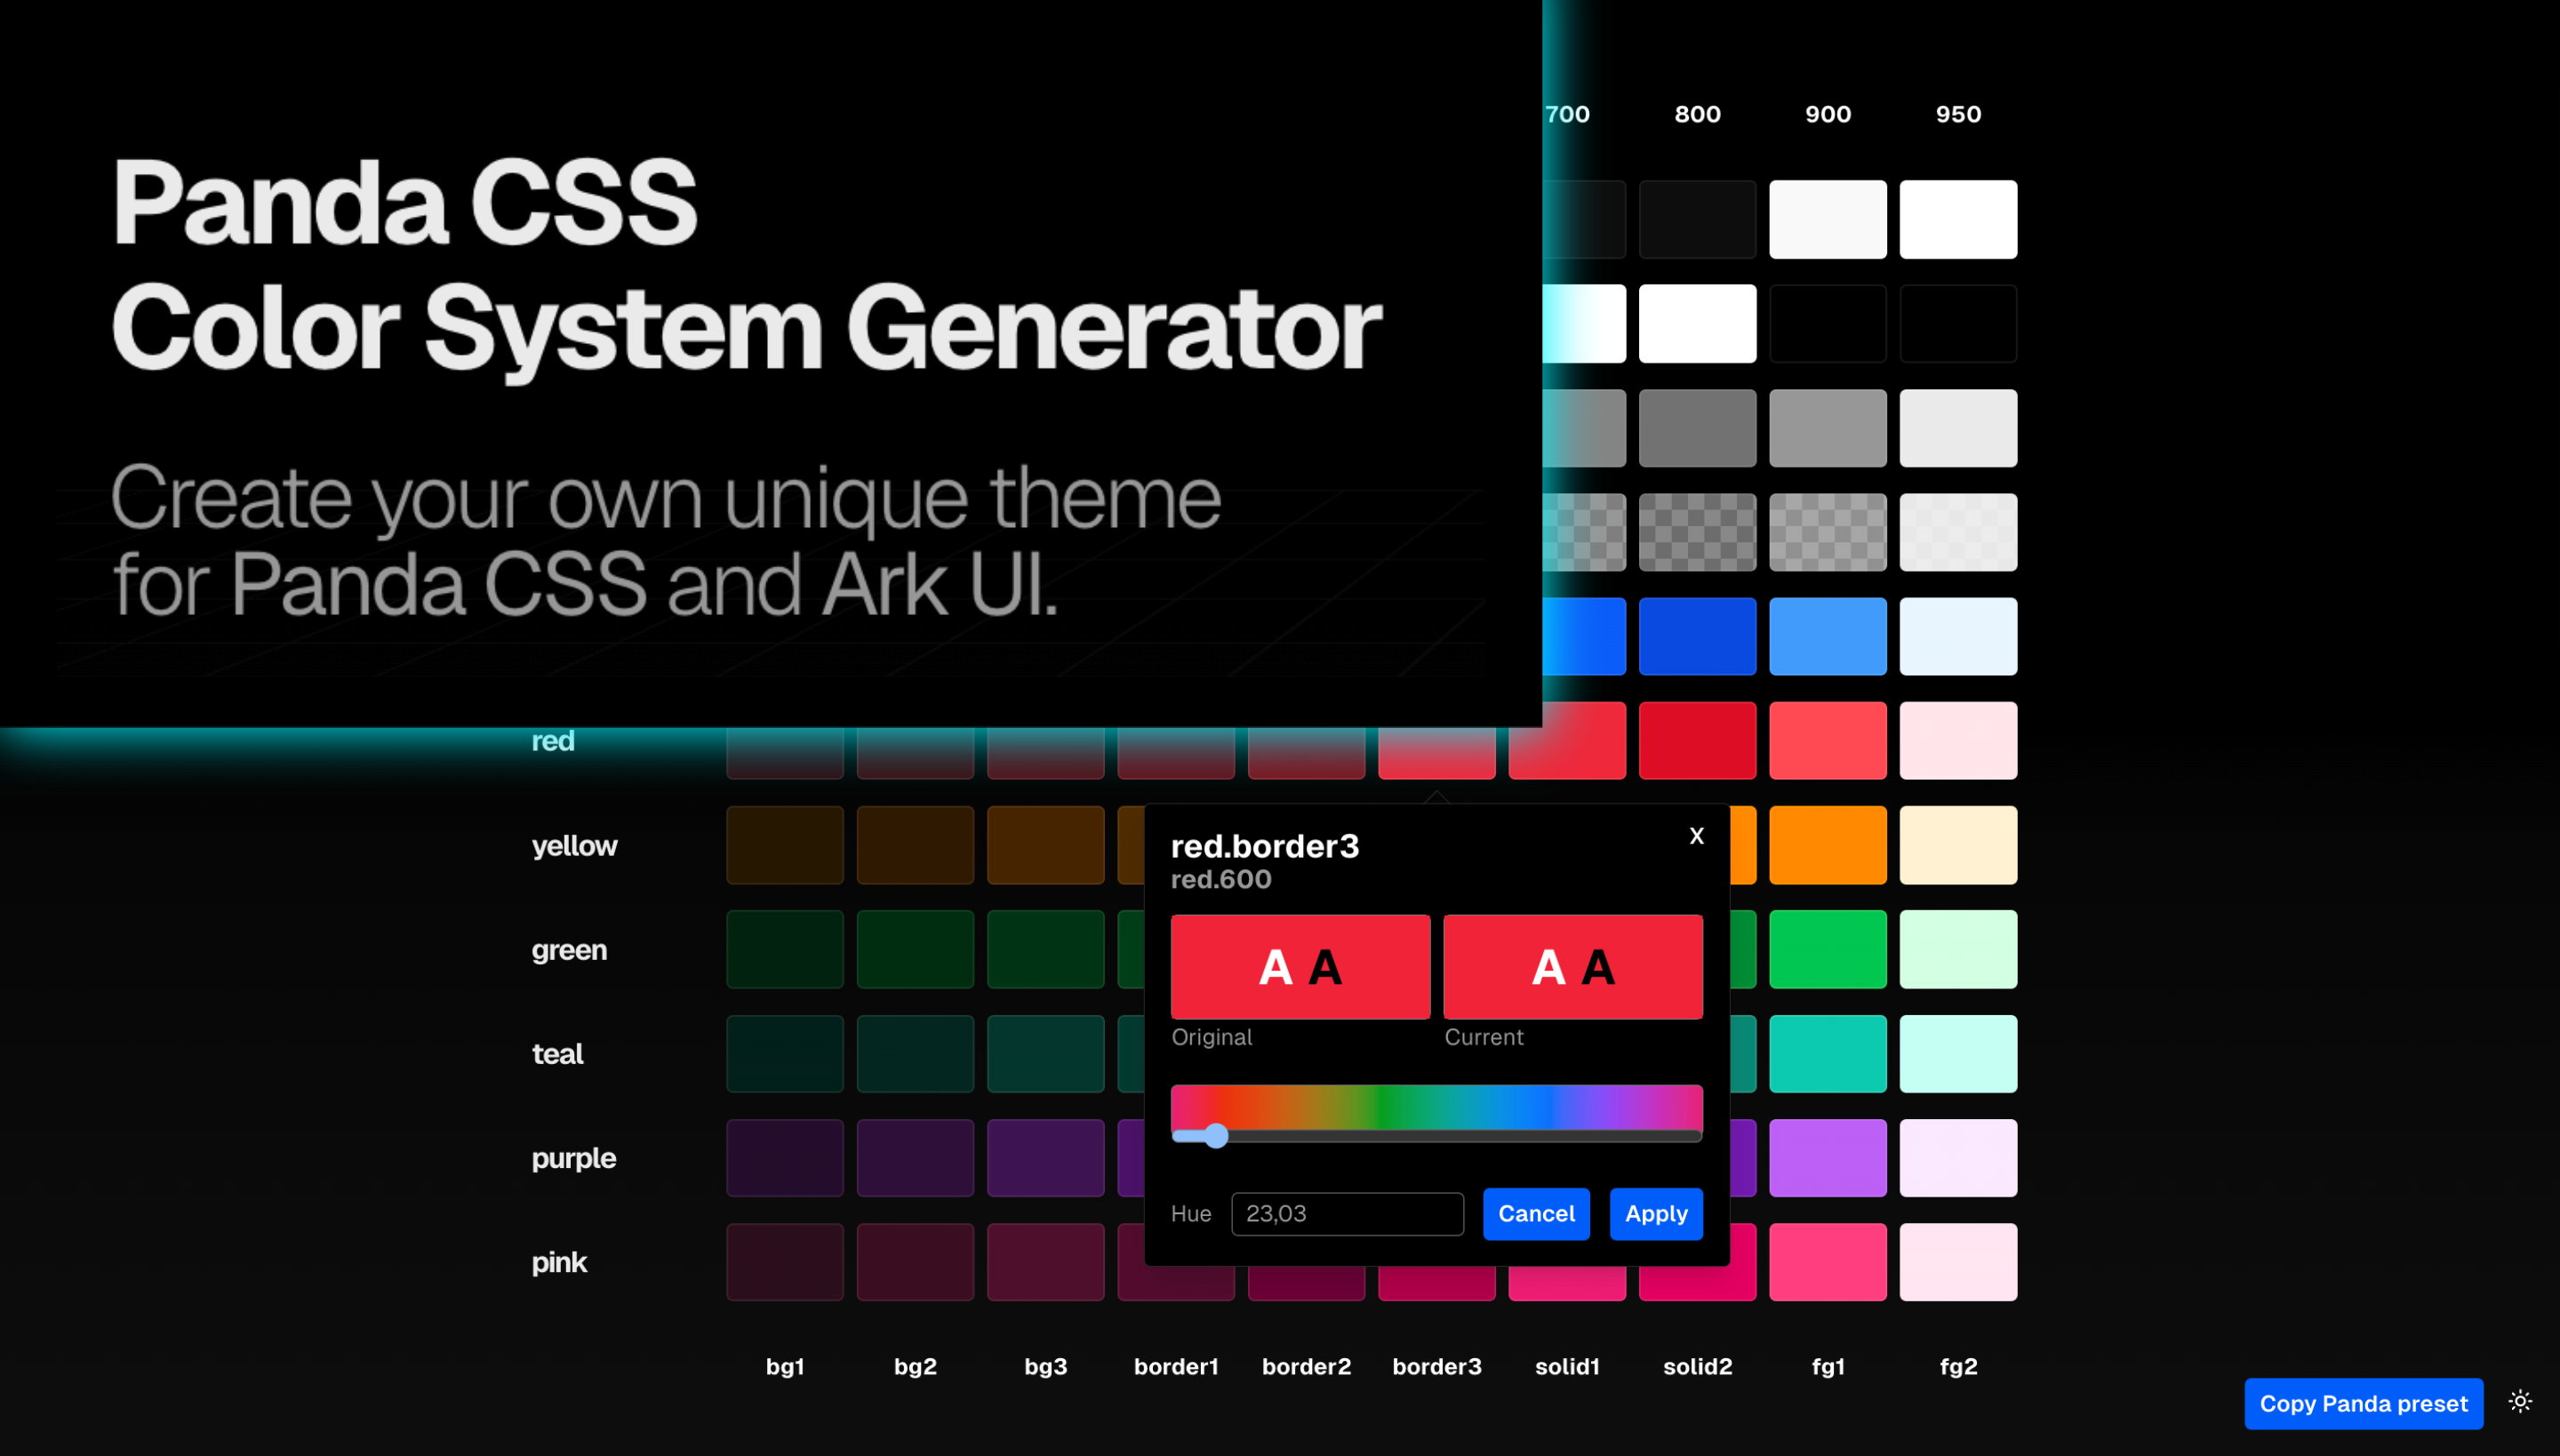 Panda CSS
Color System Generator
Create your own unique theme
for Panda CSS and Ark UI.
700 800 900 950
red
yellow
green
teal
purple
pink
red.border3
X
red.600
A A
A A
Original
Current
Hue
23,03
Cancel
Apply
bg1 bg2 bg3 border1 border2 border3 solid1 solid2 fg1 fg2
Copy Panda preset